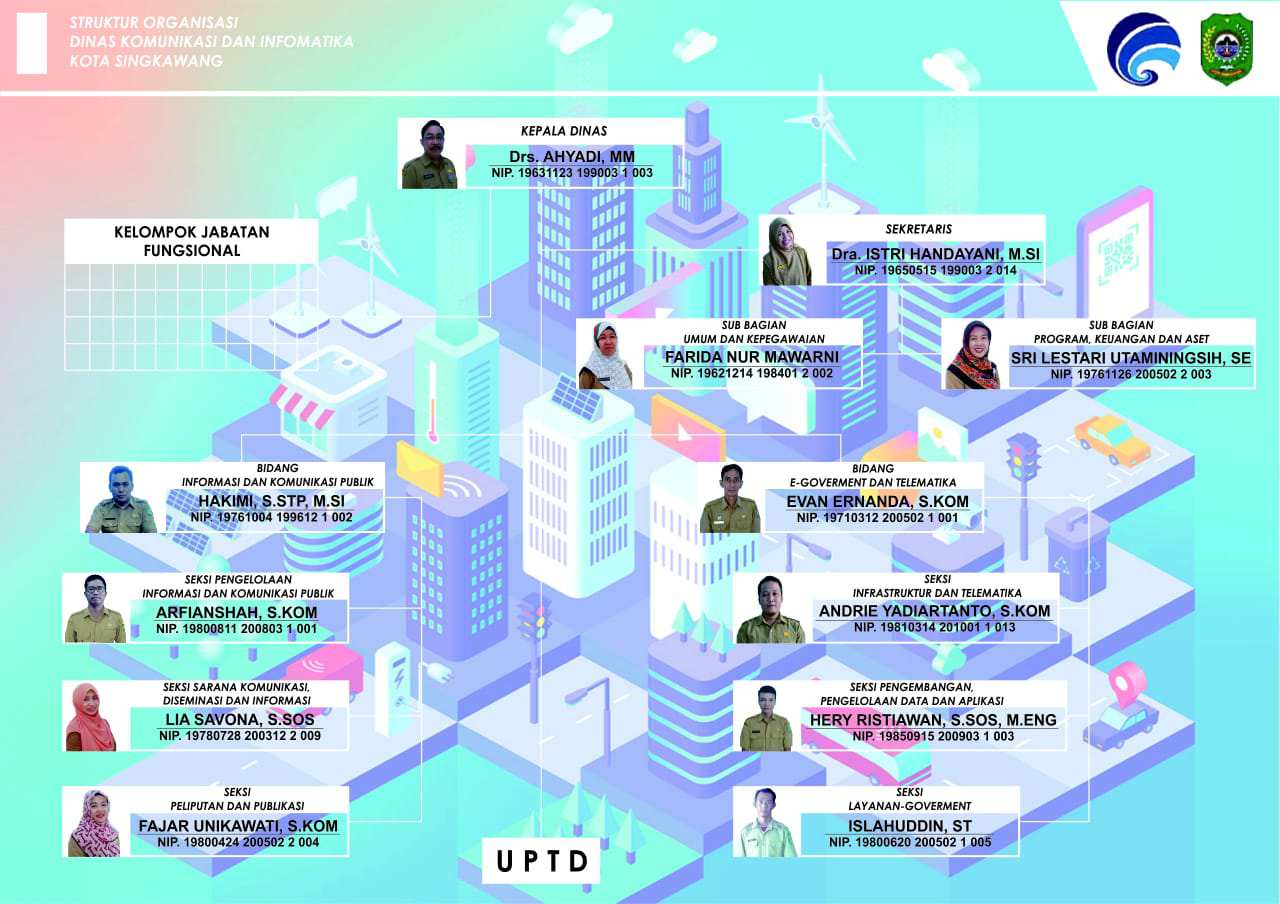 STRUKTUR ORGANISASI
DINAS KOMUNIKASI DAN INFOMATIKA
KOTA SINGKAWANG
KEPALA DINAS
Drs. AHYADI, MM
NIP. 19631123 199003 1 003
KELOMPOK JABATAN
FUNGSIONAL
SEKRETARIS
Dra. ISTRI HANDAYANI, M.SI
NIP. 19650515 199003 2 014
SUB BAGIAN
UMUM DAN KEPEGAWAIAN
FARIDA NUR MAWARNI
NIP. 19621214 198401 2 002
SUB BAGIAN
PROGRAM, KEUANGAN DAN ASET
SRI LESTARI UTAMININGSIH, SE
NIP. 19761126 200502 2 003
BIDANG
INFORMASI DAN KOMUNIKASI PUBLIK
HAKIMI, S.STP, M.SI
NIP. 19761004 199612 1 002
BIDANG
E-GOVERMENT DAN TELEMATIKA
EVAN ERNANDA, S.KOM
NIP. 19710312 200502 1 001
SEKSI PENGELOLAAN
INFORMASI DAN KOMUNIKASI PUBLIK
ARFIANSHAH, S.KOM
NIP. 19800811 200803 1 001
SEKSI
INFRASTRUKTUR DAN TELEMATIKA
ANDRIE YADIARTANTO, S.KOM
NIP. 19810314 201001 1 013
SEKSI SARANA KOMUNIKASI,
DISEMINASI DAN INFORMASI
LIA SAVONA, S.SOS
NIP. 19780728 200312 2 009
SEKSI PENGEMBANGAN,
PENGELOLAAN DATA DAN APLIKASI
HERY RISTIAWAN, S.SOS, M.ENG
NIP. 19850915 200903 1 003
SEKSI
PELIPUTAN DAN PUBLIKASI
FAJAR UNIKAWATI, S.KOM
NIP. 19800424 200502 2 004
SEKSI
LAYANAN-GOVERMENT
ISLAHUDDIN, ST
NIP. 19800620 200502 1 005
UPTD